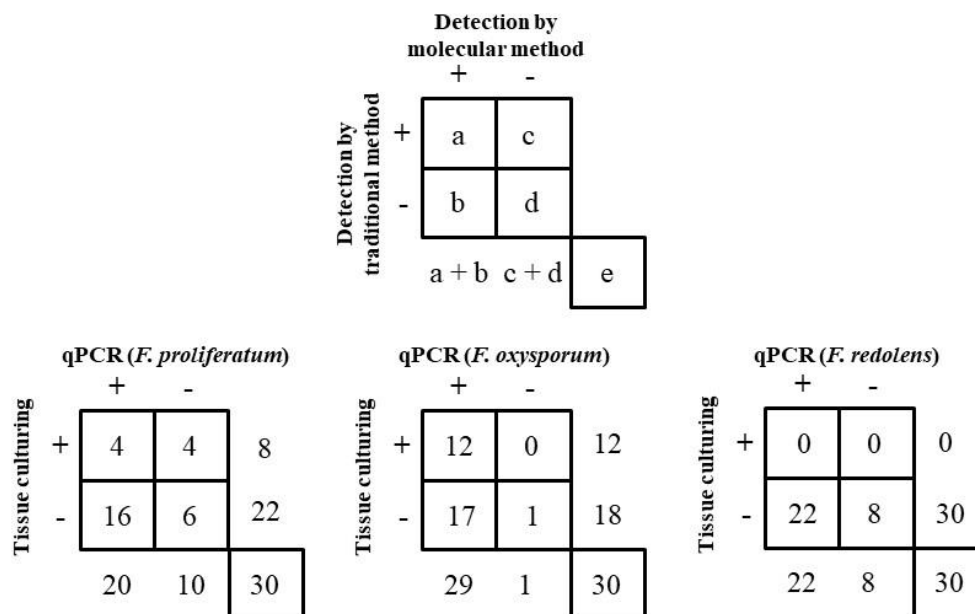 Detection by
molecular method
+ -
Detection by
traditional method
+ a c
- b d
a + b c + d e
qPCR (F. proliferatum)
+ -
Tissue culturing
+ 4 4 8
- 16 6 22
20 10 30
qPCR (F. oxysporum)
+ -
Tissue culturing
+ 12 0 12
- 17 1 18
29 1 30
qPCR (F. redolens)
+ -
Tissue culturing
+ 0 0 0
- 22 8 30
22 8 30